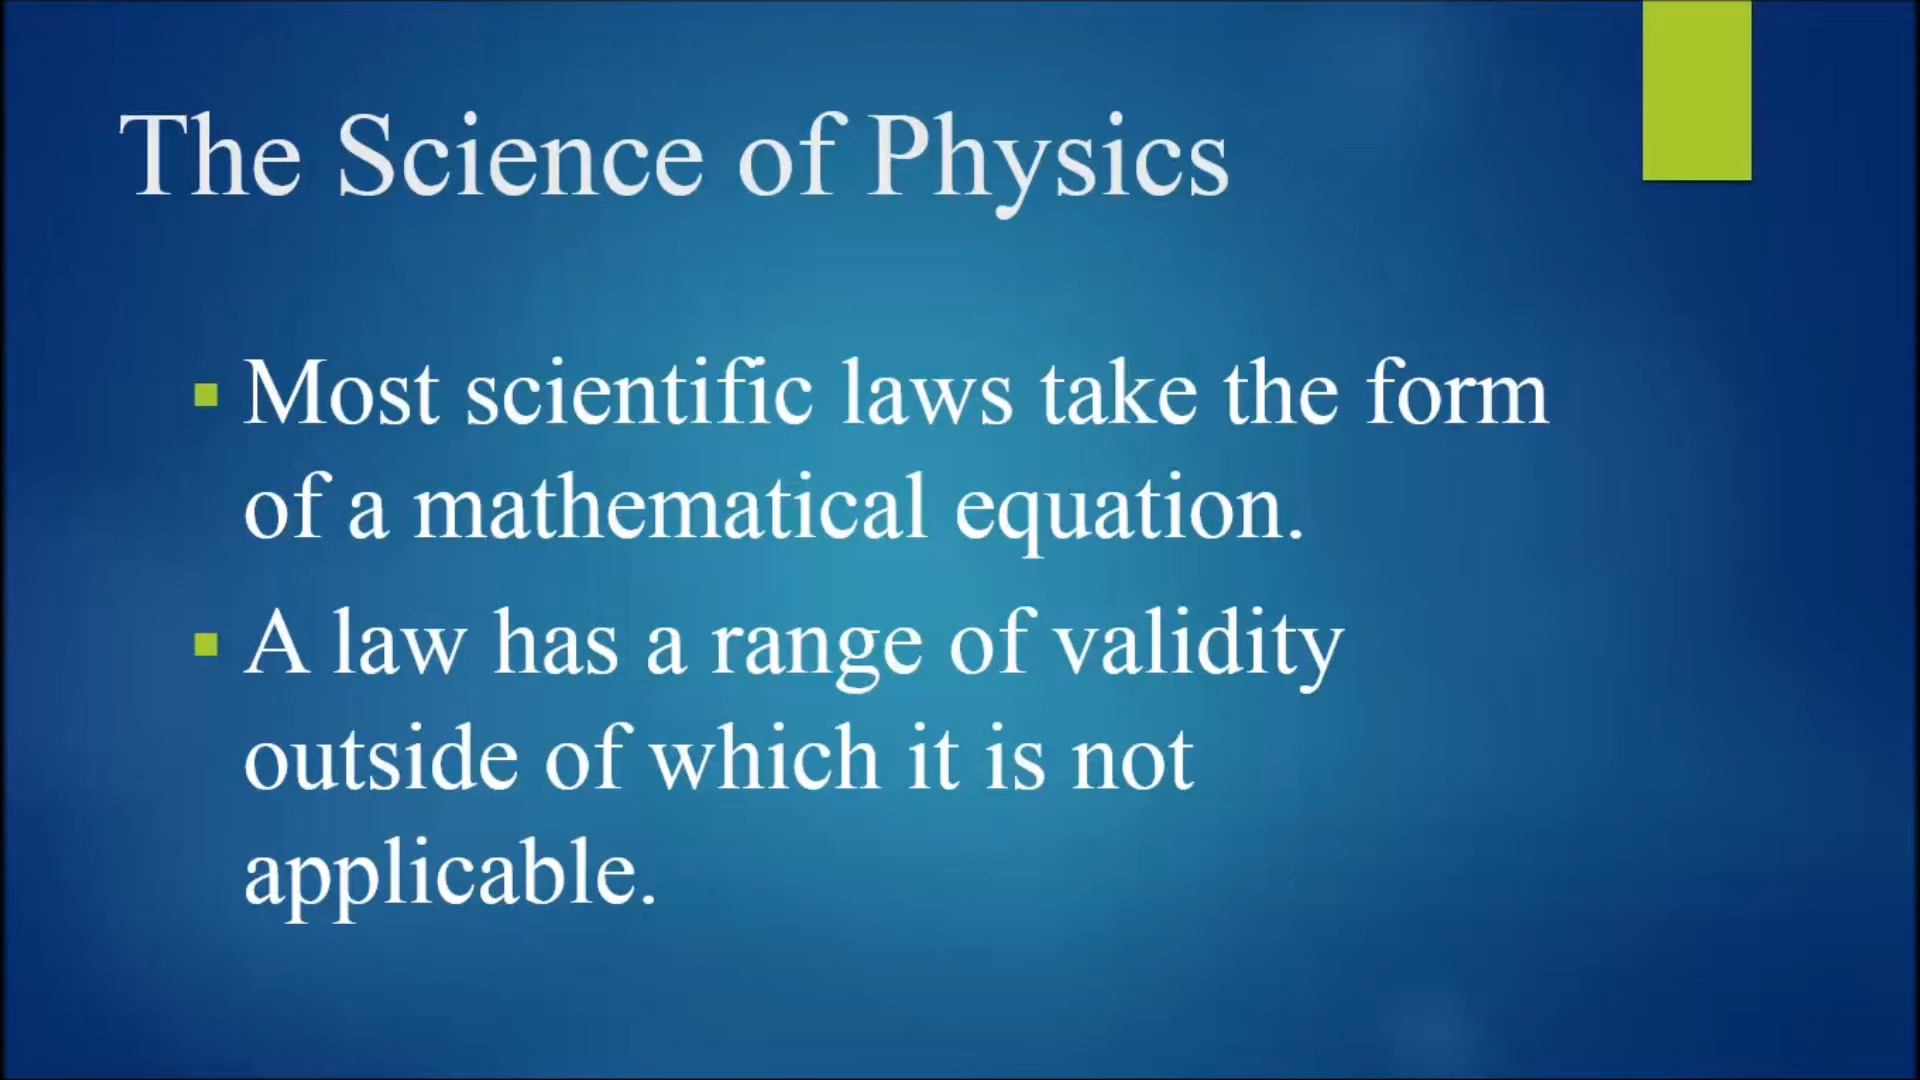 The Science of Physics
▪ Most scientific laws take the form
of a mathematical equation.
▪ A law has a range of validity
outside of which it is not
applicable.